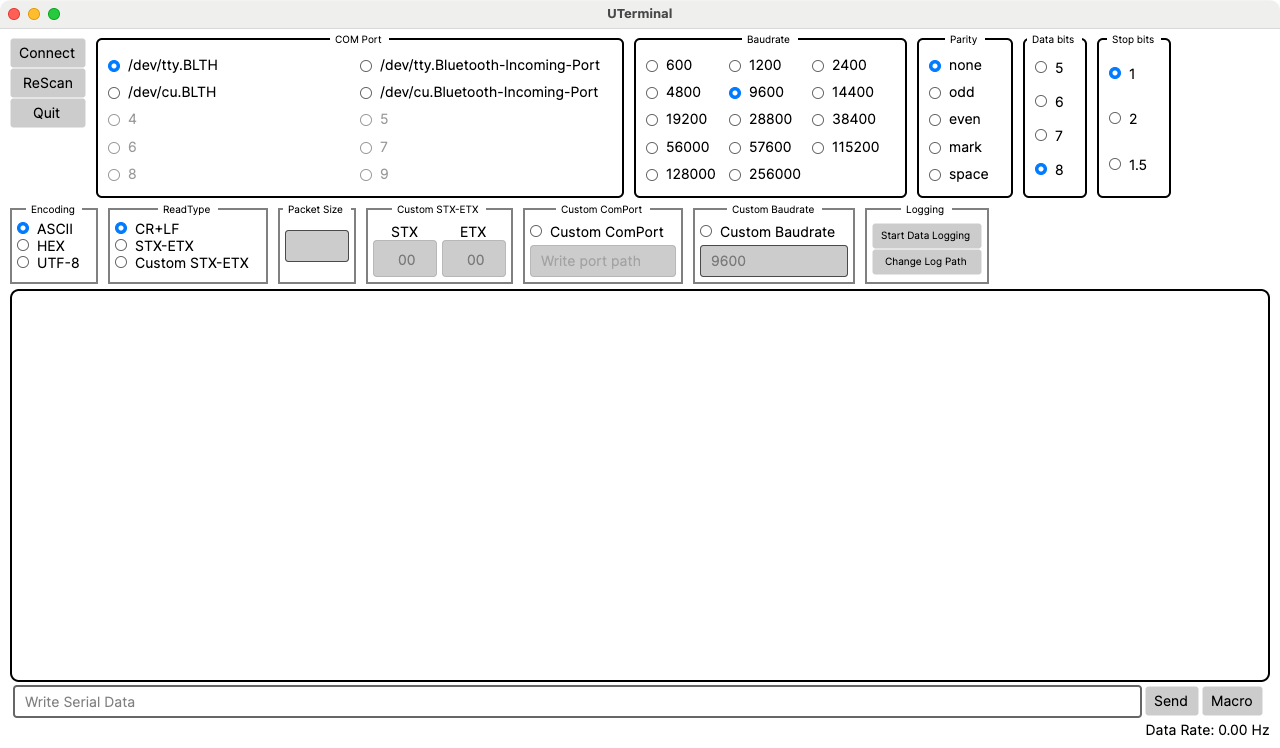 UTerminal
Connect
ReScan
Quit
COM Port
/dev/tty.BLTH
/dev/tty.Bluetooth-Incoming-Port
/dev/cu.BLTH
/dev/cu.Bluetooth-Incoming-Port
4
5
6
7
8
9
Baudrate
600
1200
2400
4800
9600
14400
19200
28800
38400
56000
57600
115200
128000
256000
Parity
none
odd
even
mark
space
Data bits
5
6
7
8
Stop bits
1
2
1.5
Encoding
ASCII
HEX
UTF-8
ReadType
CR+LF
STX-ETX
Custom STX-ETX
Packet Size
Custom STX-ETX
STX
ETX
00
00
Custom ComPort
Custom ComPort
Write port path
Custom Baudrate
Custom Baudrate
9600
Logging
Start Data Logging
Change Log Path
Write Serial Data
Send
Macro
Data Rate: 0.00 Hz